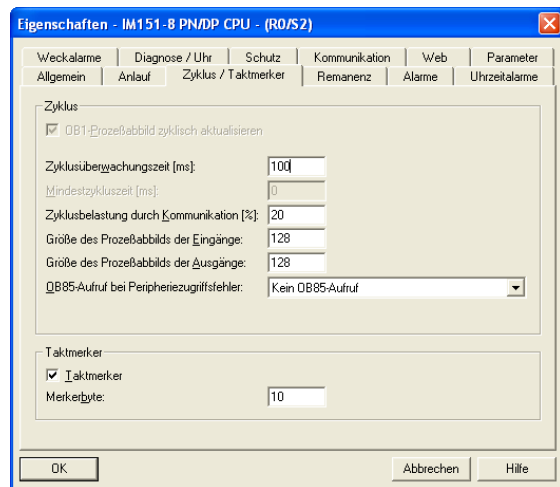 Eigenschaften - IM151-8 PN/DP CPU - (R0/S2)
Weckalarme Diagnose / Uhr Schutz Kommunikation Web Parameter
Allgemein Anlauf Zyklus / Taktmerker Remanenz Alarme Uhrzeitalarme
Zyklus
OB1-Prozeßabbild zyklisch aktualisieren
Zyklusüberwachungszeit [ms]: 100
Mindestzykluszeit [ms]: 0
Zyklusbelastung durch Kommunikation [%]: 20
Größe des Prozeßabbilds der Eingänge: 128
Größe des Prozeßabbilds der Ausgänge: 128
OB85-Aufruf bei Peripheriezugriffsfehler: Kein OB85-Aufruf
Taktmerker
Taktmerker
Merkerbyte: 10
OK Abbrechen Hilfe